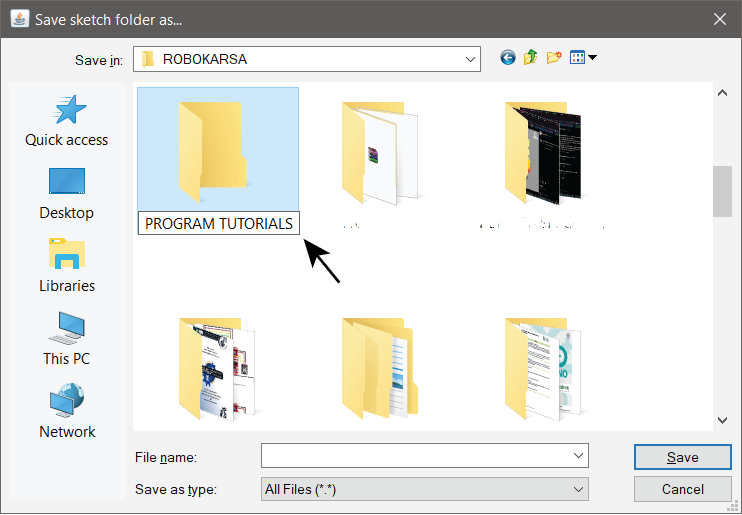 Save sketch folder as...
Save in:
ROBOKARSA
Quick access
Desktop
Libraries
This PC
Network
PROGRAM TUTORIALS
File name:
Save
Save as type:
All Files (*.*)
Cancel